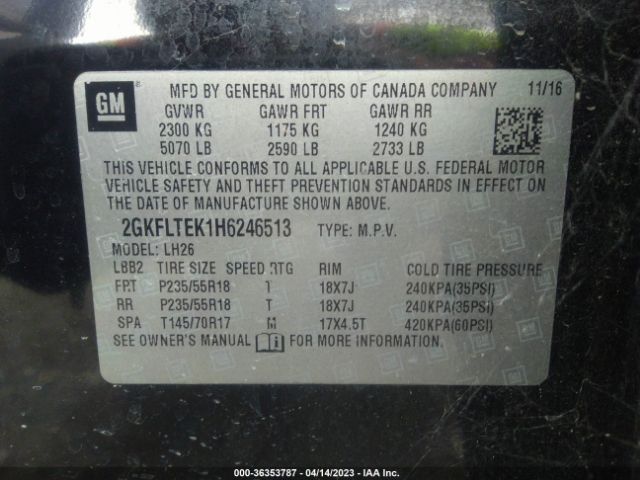 GM
MFD BY GENERAL MOTORS OF CANADA COMPANY 11/16
GVWR GAWR FRT GAWR RR
2300 KG 1175 KG 1240 KG
5070 LB 2590 LB 2733 LB
THIS VEHICLE CONFORMS TO ALL APPLICABLE U.S. FEDERAL MOTOR
VEHICLE SAFETY AND THEFT PREVENTION STANDARDS IN EFFECT ON
THE DATE OF MANUFACTURE SHOWN ABOVE.
2GKFLTEK1H6246513 TYPE: M.P.V.
MODEL: LH26
LBB2 TIRE SIZE SPEED RTG RIM COLD TIRE PRESSURE
FRT P235/55R18 T 18X7J 240KPA(35PSI)
RR P235/55R18 T 18X7J 240KPA(35PSI)
SPA T145/70R17 M 17X4.5T 420KPA(60PSI)
SEE OWNER'S MANUAL FOR MORE INFORMATION.
000-36353787 - 04/14/2023 - IAA Inc.